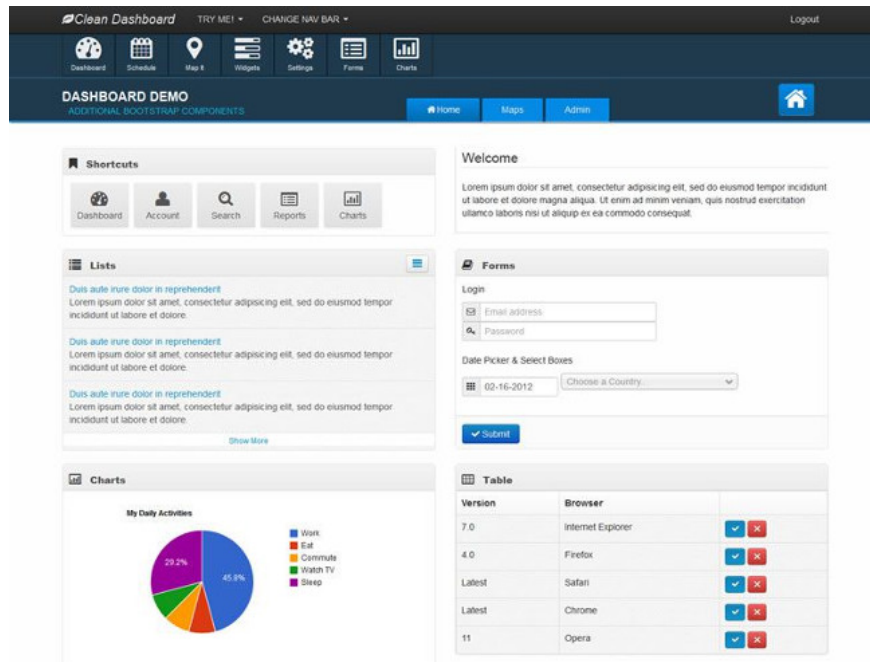 Clean Dashboard TRY ME! CHANGE NAV BAR Logout
Dashboard Schedule Map It Widgets Settings Forms Charts
DASHBOARD DEMO
ADDITIONAL BOOTSTRAP COMPONENTS
Home Maps Admin
Shortcuts
Dashboard Account Search Reports Charts
Welcome
Lorem ipsum dolor sit amet, consectetur adipisicing elit, sed do eiusmod tempor incididunt
ut labore et dolore magna aliqua. Ut enim ad minim veniam, quis nostrud exercitation
ullamco laboris nisi ut aliquip ex ea commodo consequat.
Lists
Duis aute irure dolor in reprehenderit
Lorem ipsum dolor sit amet, consectetur adipisicing elit, sed do eiusmod tempor
incididunt ut labore et dolore.
Duis aute irure dolor in reprehenderit
Lorem ipsum dolor sit amet, consectetur adipisicing elit, sed do eiusmod tempor
incididunt ut labore et dolore.
Duis aute irure dolor in reprehenderit
Lorem ipsum dolor sit amet, consectetur adipisicing elit, sed do eiusmod tempor
incididunt ut labore et dolore.
Show More
Forms
Login
Email address
Password
Date Picker & Select Boxes
02-16-2012 Choose a Country...
Submit
Charts
My Daily Activities
29.2%
45.8%
Work
Eat
Commute
Watch TV
Sleep
Table
Version Browser
7.0 Internet Explorer
4.0 Firefox
Latest Safari
Latest Chrome
11 Opera